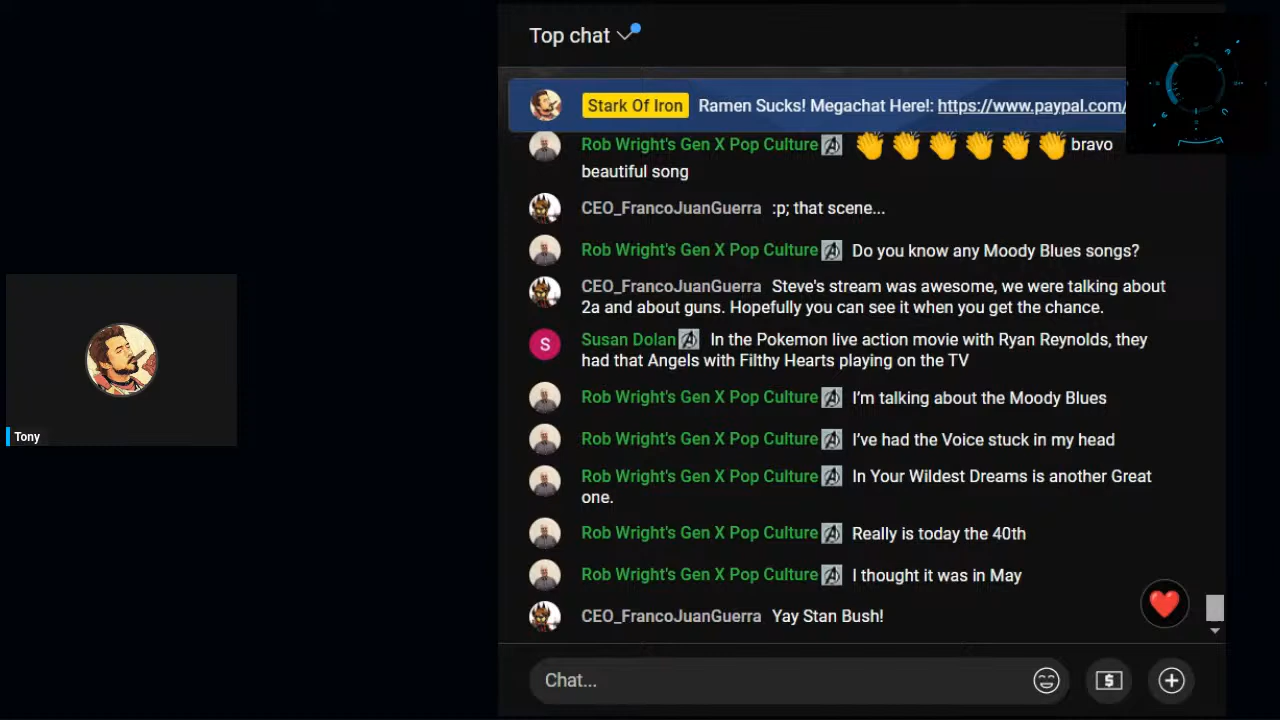 Top chat
Stark Of Iron Ramen Sucks! Megachat Here!: https://www.paypal.com/
Rob Wright's Gen X Pop Culture 👏👏👏👏👏👏 bravo
beautiful song
CEO_FrancoJuanGuerra :p; that scene...
Rob Wright's Gen X Pop Culture Do you know any Moody Blues songs?
CEO_FrancoJuanGuerra Steve's stream was awesome, we were talking about
2a and about guns. Hopefully you can see it when you get the chance.
S Susan Dolan In the Pokemon live action movie with Ryan Reynolds, they
had that Angels with Filthy Hearts playing on the TV
Rob Wright's Gen X Pop Culture I'm talking about the Moody Blues
Rob Wright's Gen X Pop Culture I've had the Voice stuck in my head
Tony
Rob Wright's Gen X Pop Culture In Your Wildest Dreams is another Great
one.
Rob Wright's Gen X Pop Culture Really is today the 40th
Rob Wright's Gen X Pop Culture I thought it was in May
CEO_FrancoJuanGuerra Yay Stan Bush!
Chat...